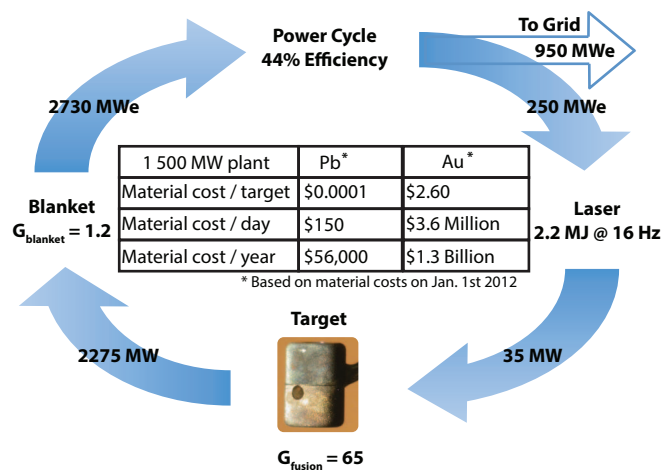 Power Cycle
44% Efficiency
To Grid
950 MWe
2730 MWe
250 MWe
1 500 MW plant Pb* Au*
Material cost / target $0.0001 $2.60
Material cost / day $150 $3.6 Million
Material cost / year $56,000 $1.3 Billion
* Based on material costs on Jan. 1st 2012
Blanket
G_blanket = 1.2
Laser
2.2 MJ @ 16 Hz
Target
2275 MW
35 MW
G_fusion = 65